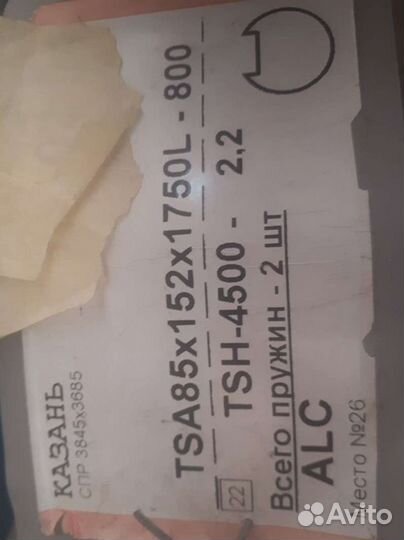 КАЗАНЬ
СПР 3845х3685
TSA85x152x1750L - 800
22 TSH-4500 - 2,2
Всего пружин - 2 шт
ALC
Место №26
Avito